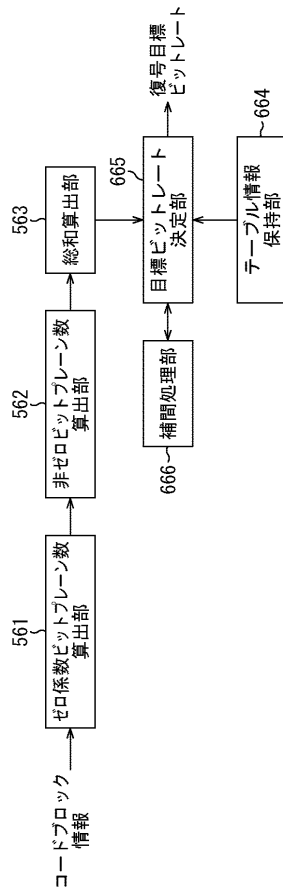 コードブロック
情報
561
ゼロ係数ビットプレーン数
算出部
562
非ゼロビットプレーン数
算出部
563
総和算出部
665
目標ビットレート
決定部
復号目標
ビットレート
666
補間処理部
664
テーブル情報
保持部